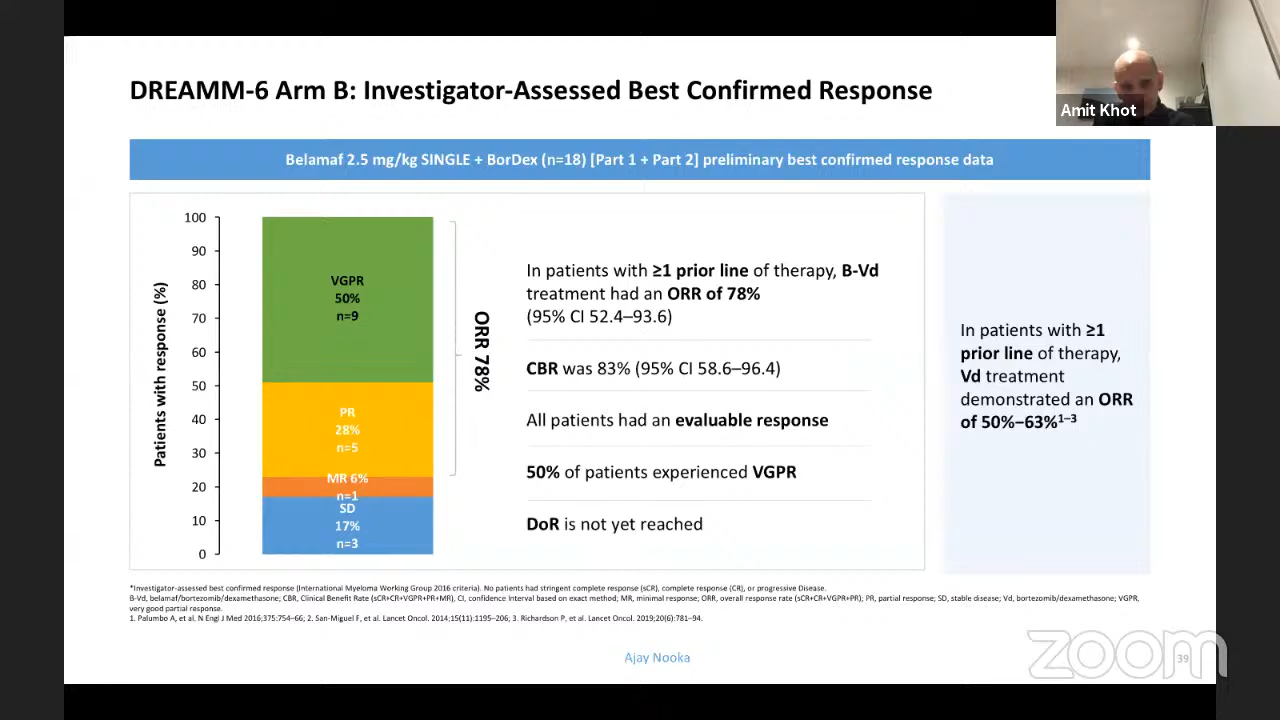 DREAMM-6 Arm B: Investigator-Assessed Best Confirmed Response
Amit Khot
Belamaf 2.5 mg/kg SINGLE + BorDex (n=18) [Part 1 + Part 2] preliminary best confirmed response data
Patients with response (%)
100
90
80
70
60
50
40
30
20
10
0
VGPR
50%
n=9
PR
28%
n=5
MR 6%
n=1
SD
17%
n=3
ORR 78%
In patients with ≥1 prior line of therapy, B-Vd
treatment had an ORR of 78%
(95% CI 52.4–93.6)
CBR was 83% (95% CI 58.6–96.4)
All patients had an evaluable response
50% of patients experienced VGPR
DoR is not yet reached
In patients with ≥1
prior line of therapy,
Vd treatment
demonstrated an ORR
of 50%–63%¹⁻³
*Investigator-assessed best confirmed response (International Myeloma Working Group 2016 criteria). No patients had stringent complete response (sCR), complete response (CR), or progressive Disease.
B-Vd, belamaf/bortezomib/dexamethasone; CBR, Clinical Benefit Rate (sCR+CR+VGPR+PR+MR), CI, confidence interval based on exact method; MR, minimal response; ORR, overall response rate (sCR+CR+VGPR+PR); PR, partial response; SD, stable disease; Vd, bortezomib/dexamethasone; VGPR,
very good partial response.
1. Palumbo A, et al. N Engl J Med 2016;375:754–66; 2. San-Miguel F, et al. Lancet Oncol. 2014;15(11):1195–206; 3. Richardson P, et al. Lancet Oncol. 2019;20(6):781–94.
Ajay Nooka
zoom
39